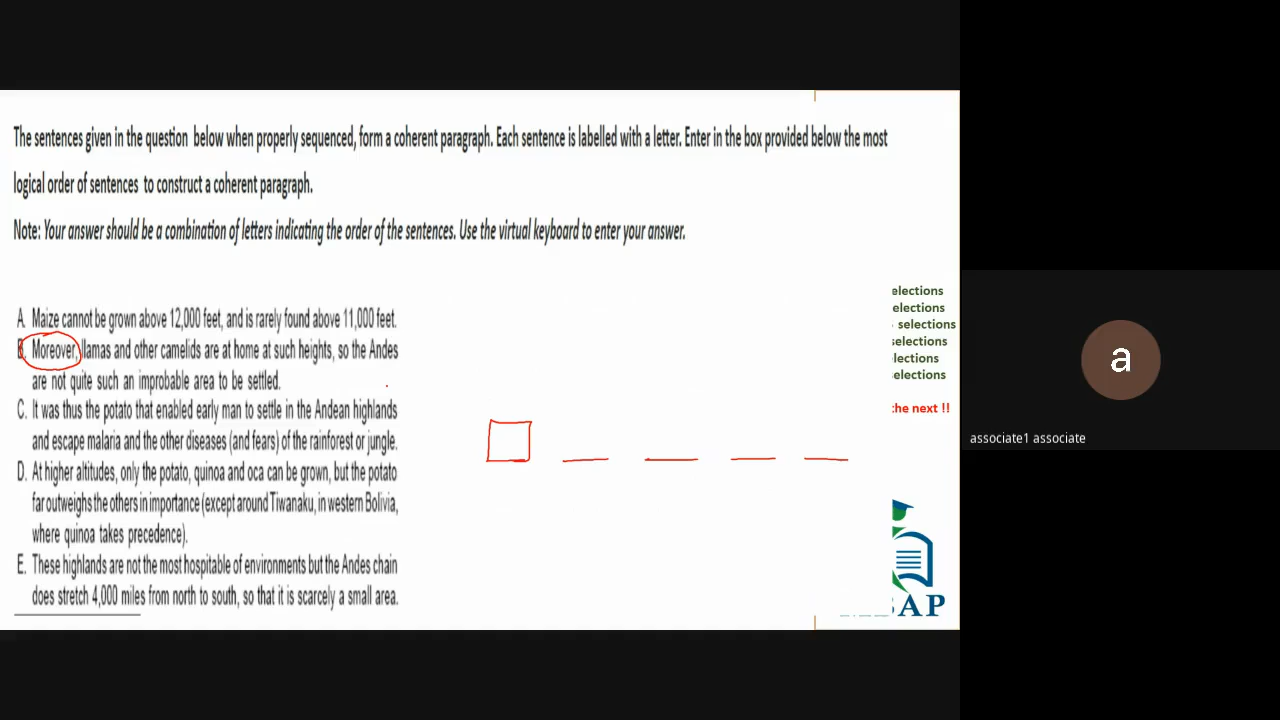 The sentences given in the question below when properly sequenced, form a coherent paragraph. Each sentence is labelled with a letter. Enter in the box provided below the most
logical order of sentences to construct a coherent paragraph.
Note: Your answer should be a combination of letters indicating the order of the sentences. Use the virtual keyboard to enter your answer.
A. Maize cannot be grown above 12,000 feet, and is rarely found above 11,000 feet.
B. Moreover, llamas and other camelids are at home at such heights, so the Andes
are not quite such an improbable area to be settled.
C. It was thus the potato that enabled early man to settle in the Andean highlands
and escape malaria and the other diseases (and fears) of the rainforest or jungle.
D. At higher altitudes, only the potato, quinoa and oca can be grown, but the potato
far outweighs the others in importance (except around Tiwanaku, in western Bolivia,
where quinoa takes precedence).
E. These highlands are not the most hospitable of environments but the Andes chain
does stretch 4,000 miles from north to south, so that it is scarcely a small area.
elections
elections
selections
selections
lections
selections
the next !!
AP
a
associate1 associate